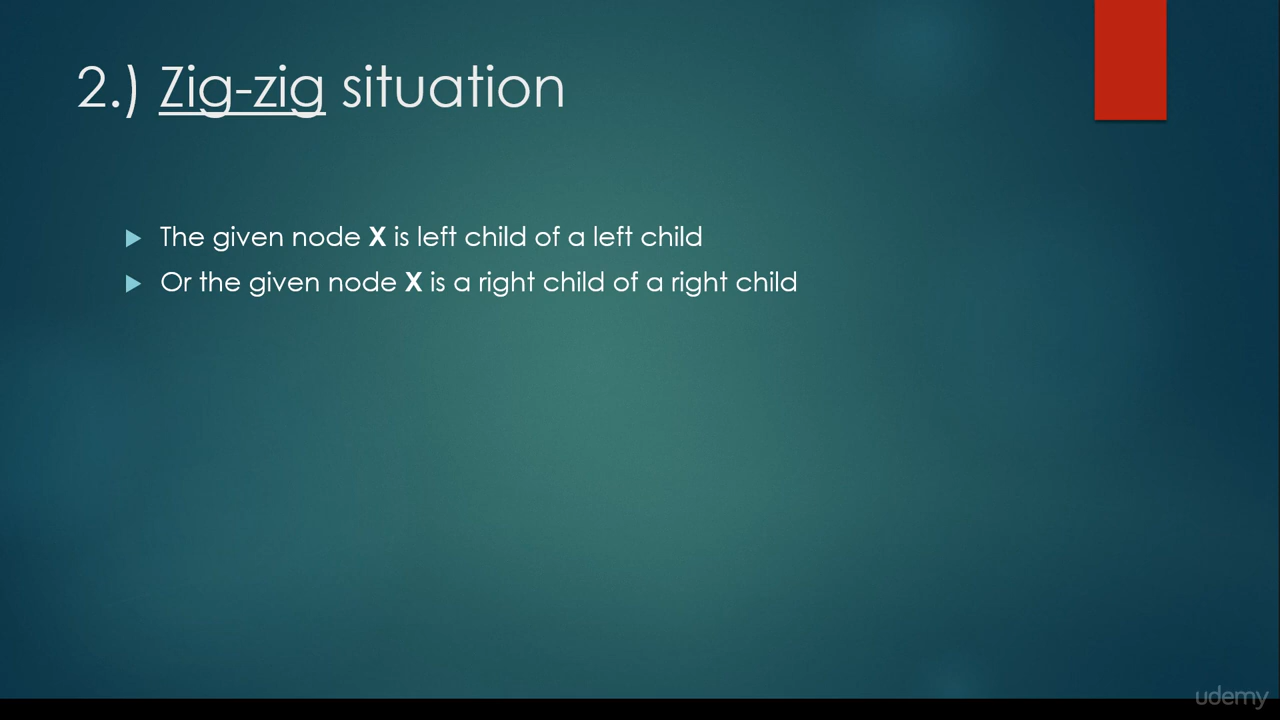 2.) Zig-zig situation
The given node X is left child of a left child
Or the given node X is a right child of a right child
udemy